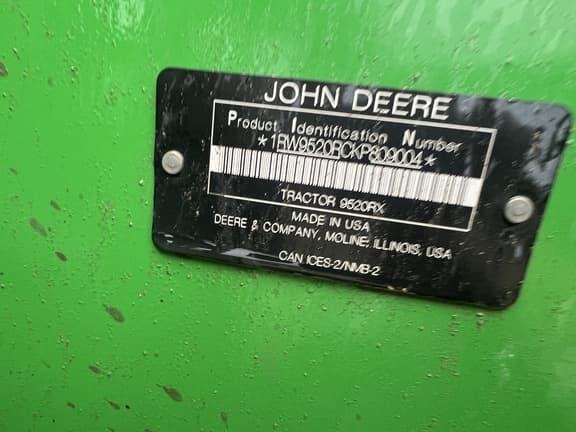 JOHN DEERE
Product Identification Number
*1RW9520RCKP809004*
TRACTOR 9520RX
MADE IN USA
DEERE & COMPANY, MOLINE, ILLINOIS, USA
CAN ICES-2/NMB-2